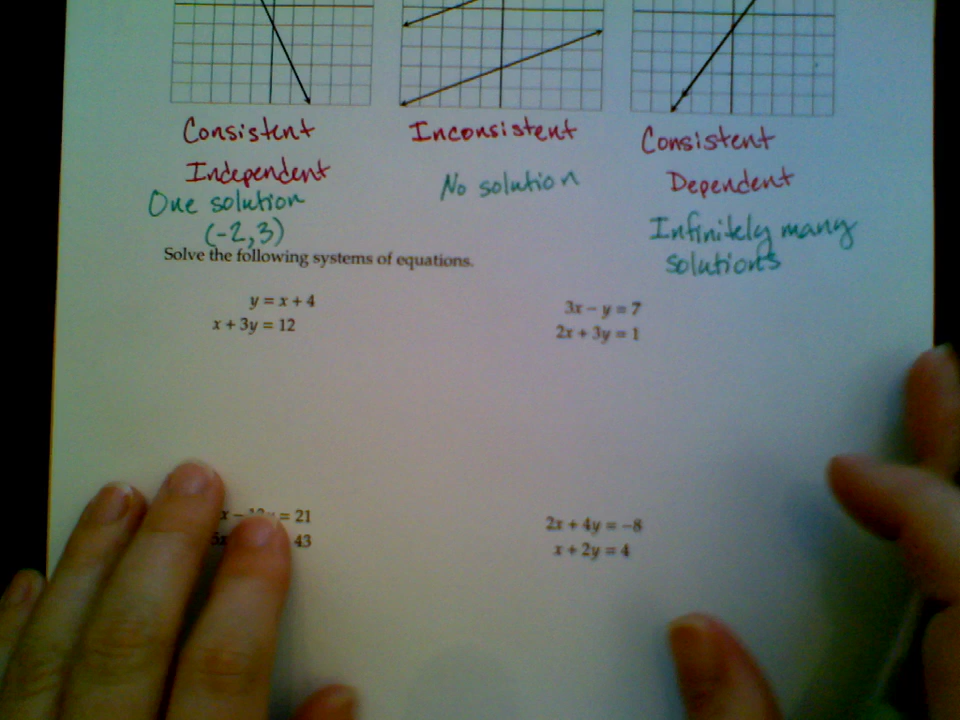 Consistent
Independent
One solution
(-2,3)
Inconsistent
No solution
Consistent
Dependent
Infinitely many
solutions
Solve the following systems of equations.
y = x + 4
x + 3y = 12
3x − y = 7
2x + 3y = 1
= 21
43
2x + 4y = −8
x + 2y = 4